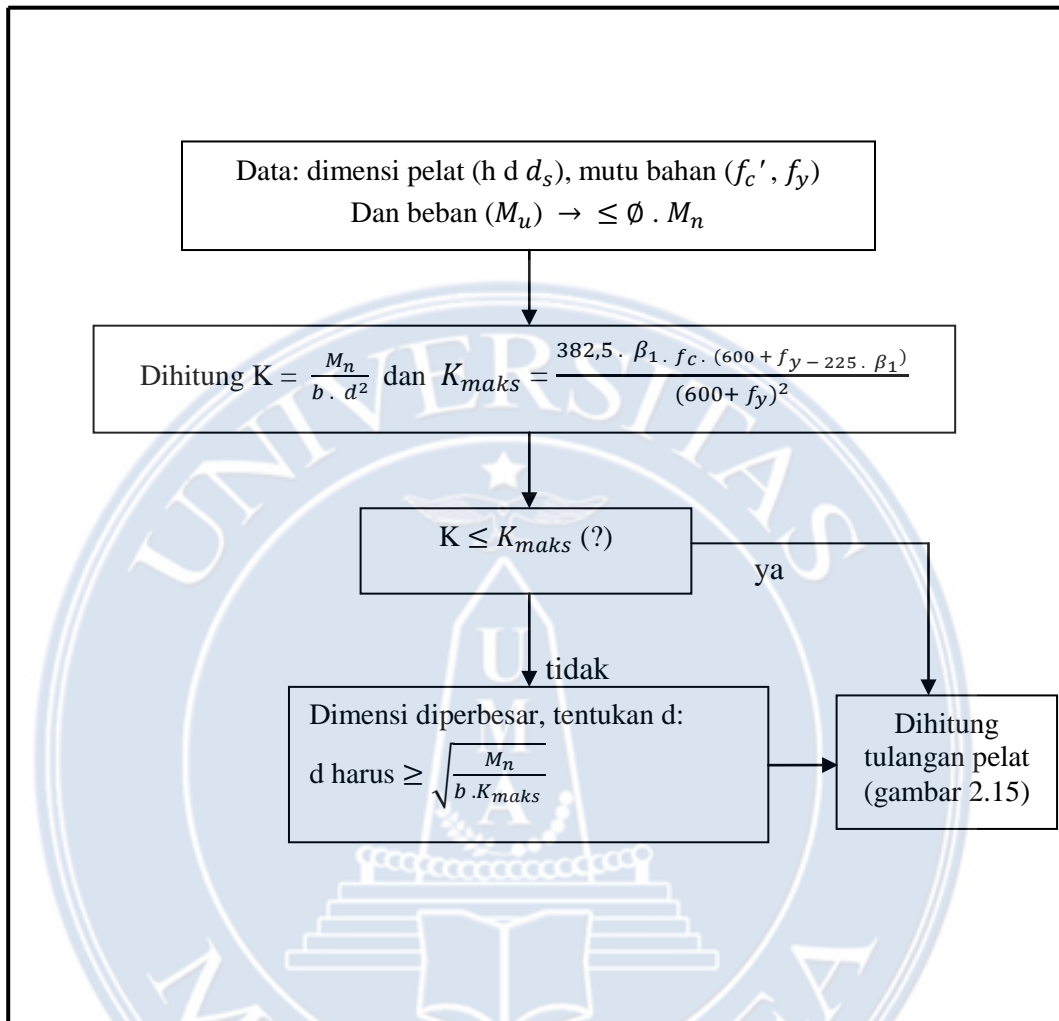 Data: dimensi pelat (h d d_s), mutu bahan (f_c', f_y)
Dan beban (M_u) → ≤ ∅ . M_n
Dihitung K = M_n / b . d² dan K_maks = 382,5 . β_1 . f_c . (600 + f_y − 225 . β_1) / (600+ f_y)²
K ≤ K_maks (?)
ya
tidak
Dimensi diperbesar, tentukan d:
d harus ≥ √(M_n / b .K_maks)
Dihitung
tulangan pelat
(gambar 2.15)
UNIVERSITAS
U
M
A